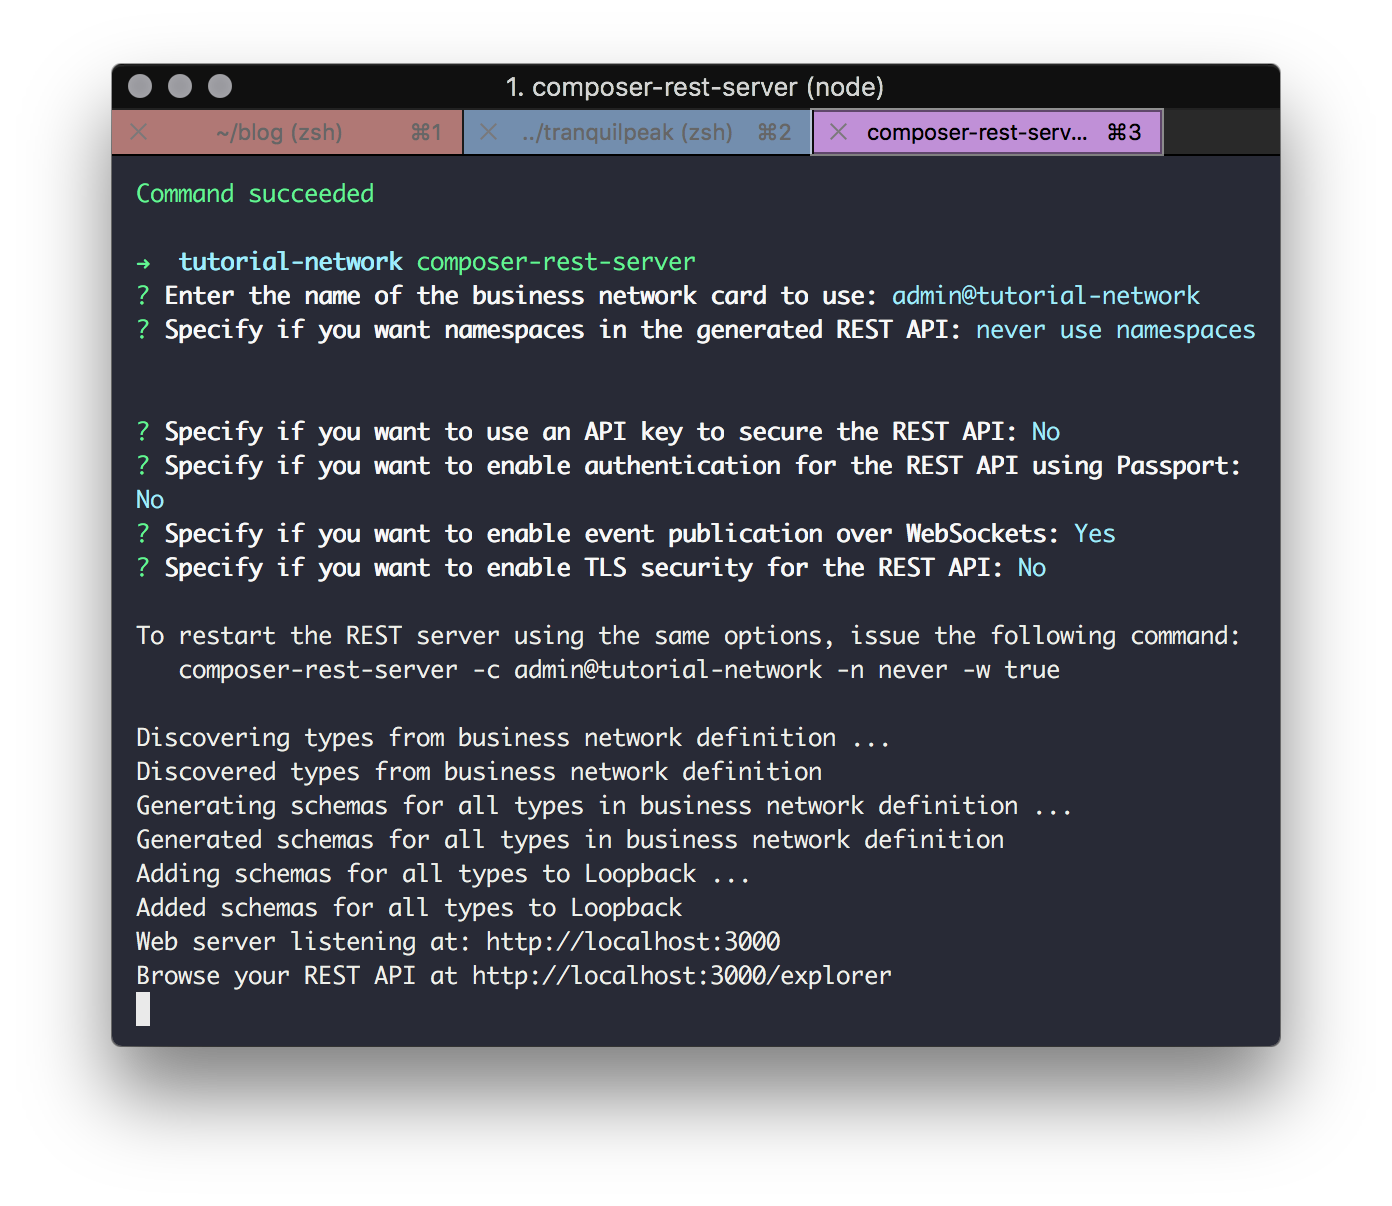 1. composer-rest-server (node)
~/blog (zsh) ⌘1 ../tranquilpeak (zsh) ⌘2 composer-rest-serv... ⌘3
Command succeeded
➜ tutorial-network composer-rest-server
? Enter the name of the business network card to use: admin@tutorial-network
? Specify if you want namespaces in the generated REST API: never use namespaces
? Specify if you want to use an API key to secure the REST API: No
? Specify if you want to enable authentication for the REST API using Passport:
No
? Specify if you want to enable event publication over WebSockets: Yes
? Specify if you want to enable TLS security for the REST API: No
To restart the REST server using the same options, issue the following command:
composer-rest-server -c admin@tutorial-network -n never -w true
Discovering types from business network definition ...
Discovered types from business network definition
Generating schemas for all types in business network definition ...
Generated schemas for all types in business network definition
Adding schemas for all types to Loopback ...
Added schemas for all types to Loopback
Web server listening at: http://localhost:3000
Browse your REST API at http://localhost:3000/explorer